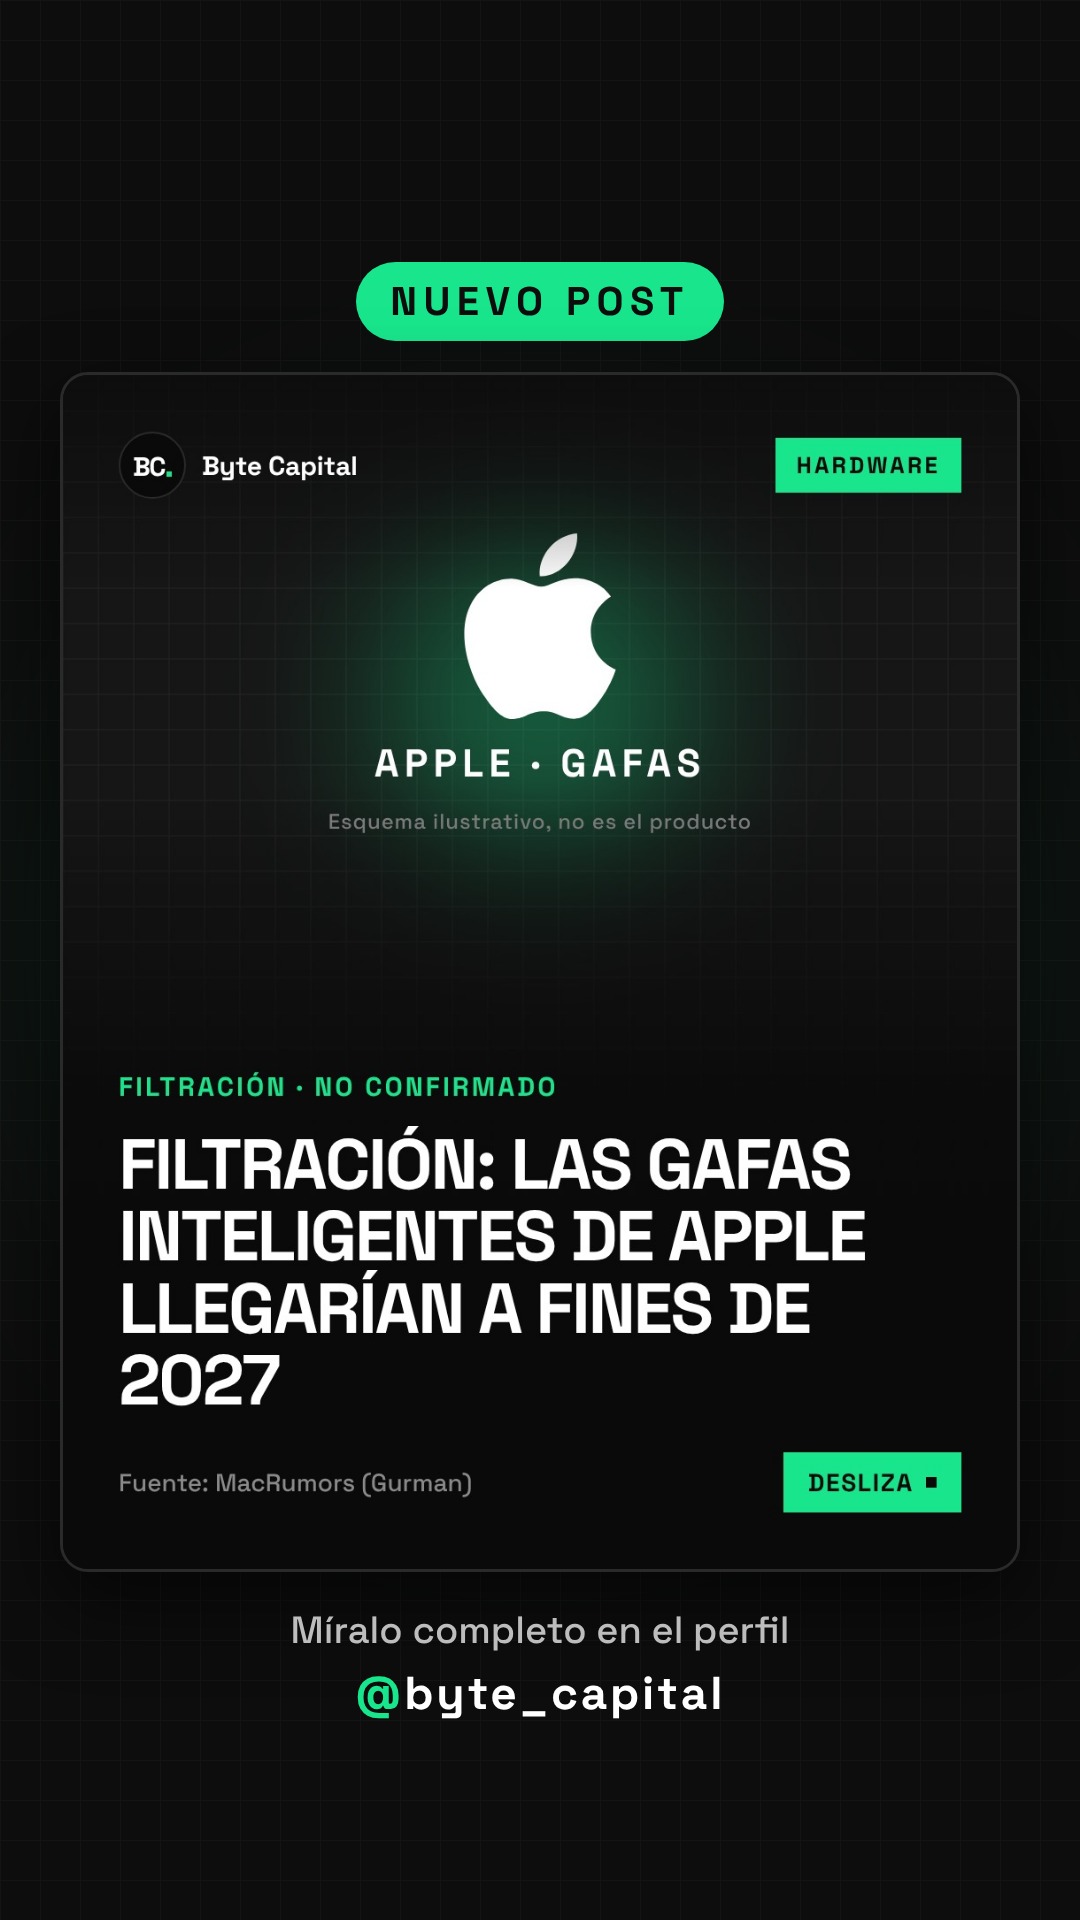 NUEVO POST
BC.
Byte Capital
HARDWARE
APPLE · GAFAS
Esquema ilustrativo, no es el producto
FILTRACIÓN · NO CONFIRMADO
FILTRACIÓN: LAS GAFAS
INTELIGENTES DE APPLE
LLEGARÍAN A FINES DE
2027
Fuente: MacRumors (Gurman)
DESLIZA ▪
Míralo completo en el perfil
@byte_capital